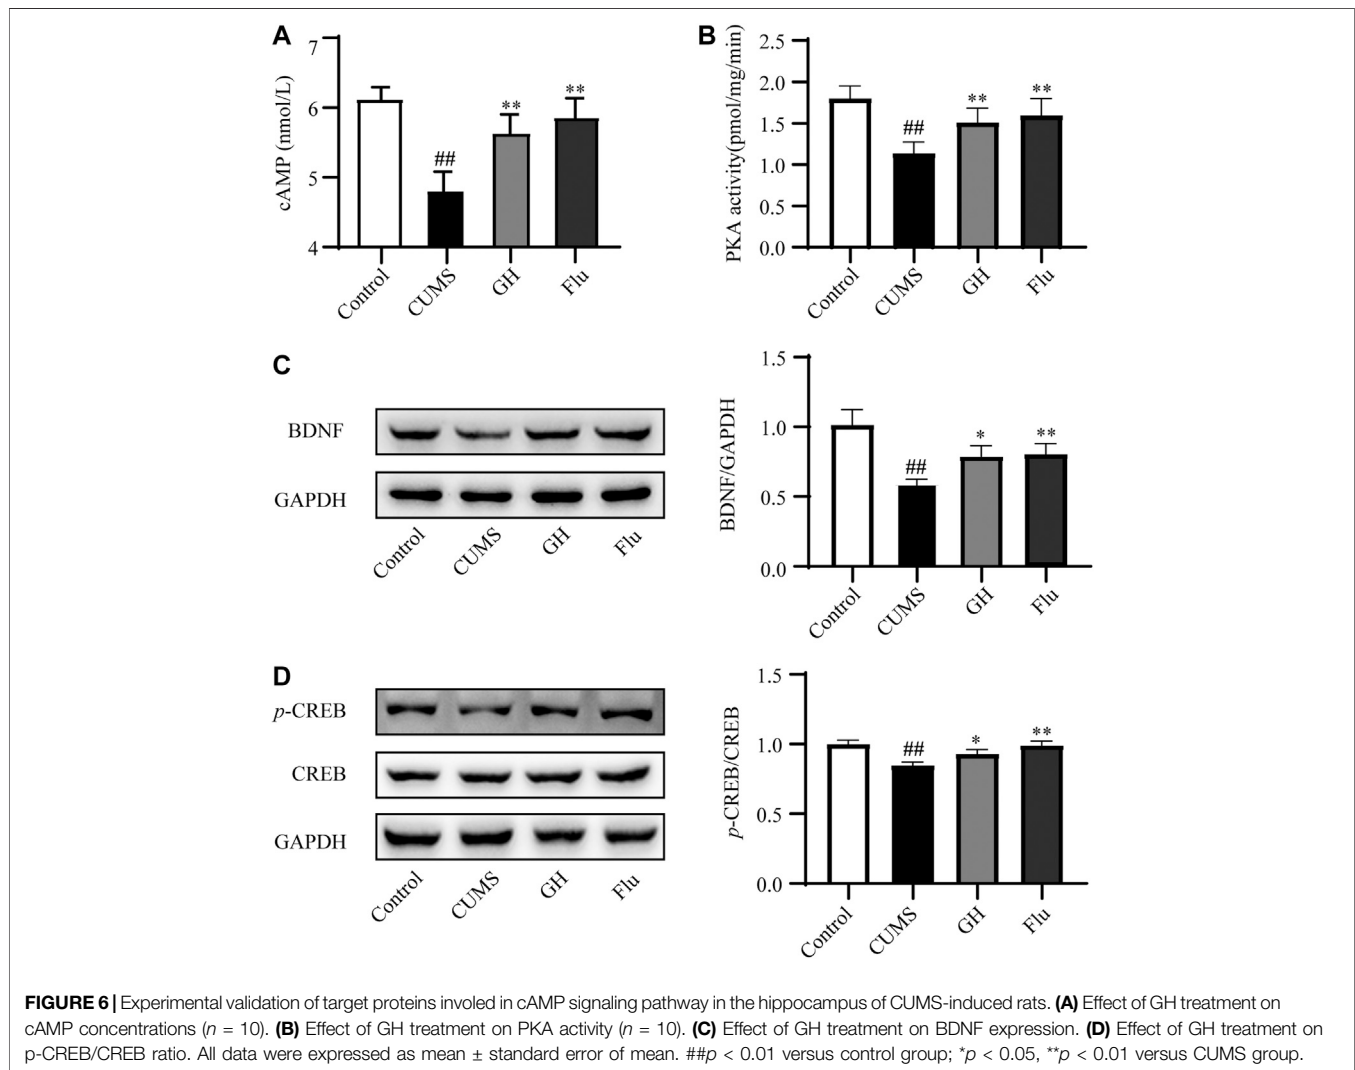 A
7
6
5
4
cAMP (nmol/L)
##
**
**
Control
CUMS
GH
Flu
B
2.5
2.0
1.5
1.0
0.5
0.0
PKA activity(pmol/mg/min)
##
**
**
Control
CUMS
GH
Flu
C
BDNF
GAPDH
Control
CUMS
GH
Flu
1.5
1.0
0.5
0.0
BDNF/GAPDH
##
*
**
Control
CUMS
GH
Flu
D
p-CREB
CREB
GAPDH
Control
CUMS
GH
Flu
1.5
1.0
0.5
0.0
p-CREB/CREB
##
*
**
Control
CUMS
GH
Flu
FIGURE 6 | Experimental validation of target proteins involed in cAMP signaling pathway in the hippocampus of CUMS-induced rats. (A) Effect of GH treatment on
cAMP concentrations (n = 10). (B) Effect of GH treatment on PKA activity (n = 10). (C) Effect of GH treatment on BDNF expression. (D) Effect of GH treatment on
p-CREB/CREB ratio. All data were expressed as mean ± standard error of mean. ##p < 0.01 versus control group; *p < 0.05, **p < 0.01 versus CUMS group.